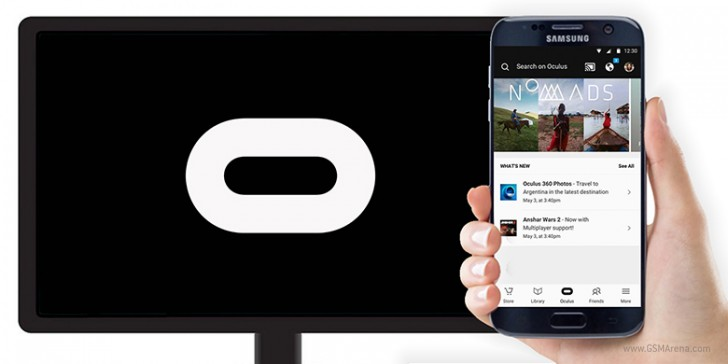 SAMSUNG
12:30
Search on Oculus
NOMADS
WHAT'S NEW
See All
Oculus 360 Photos - Travel to
Argentina in the latest destination
May 3, at 3:40pm
Anshar Wars 2 - Now with
Multiplayer support!
May 3, at 3:40pm
Store
Library
Oculus
Friends
More
www.GSMArena.com